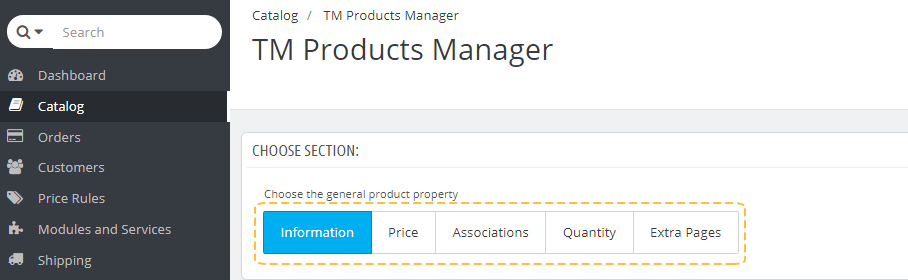 Search
Dashboard
Catalog
Orders
Customers
Price Rules
Modules and Services
Shipping
Catalog / TM Products Manager
TM Products Manager
CHOOSE SECTION:
Choose the general product property
Information Price Associations Quantity Extra Pages